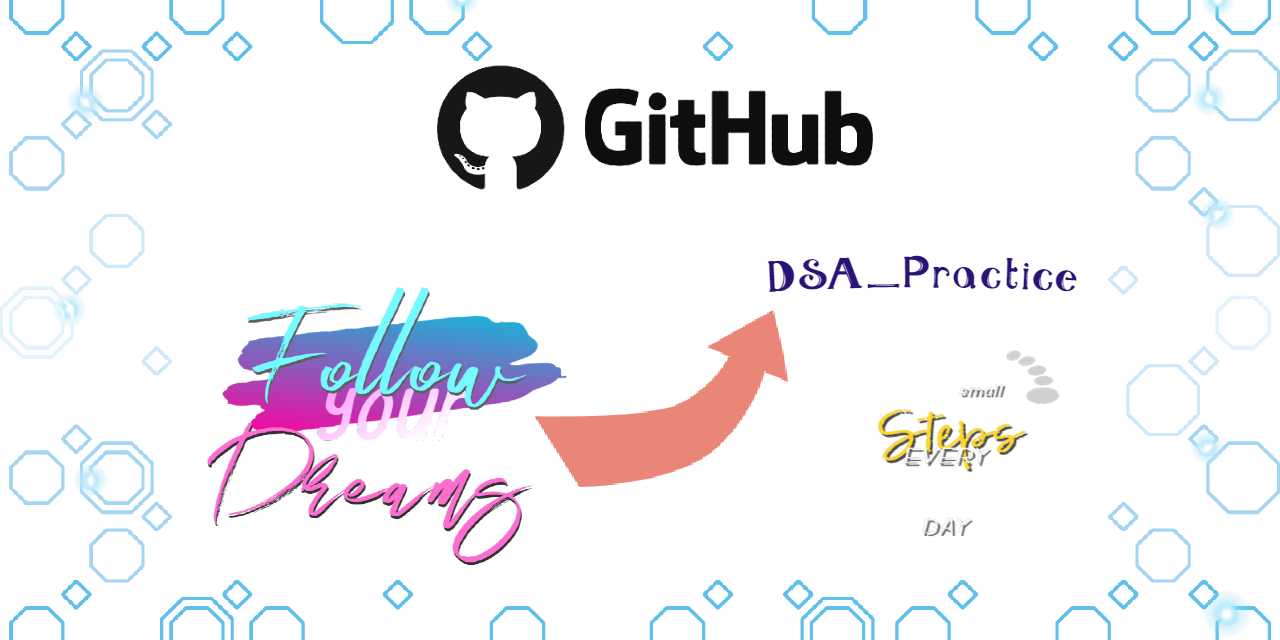 GitHub
DSA_Practice
Follow
your
Dreams
small
Steps
EVERY
DAY